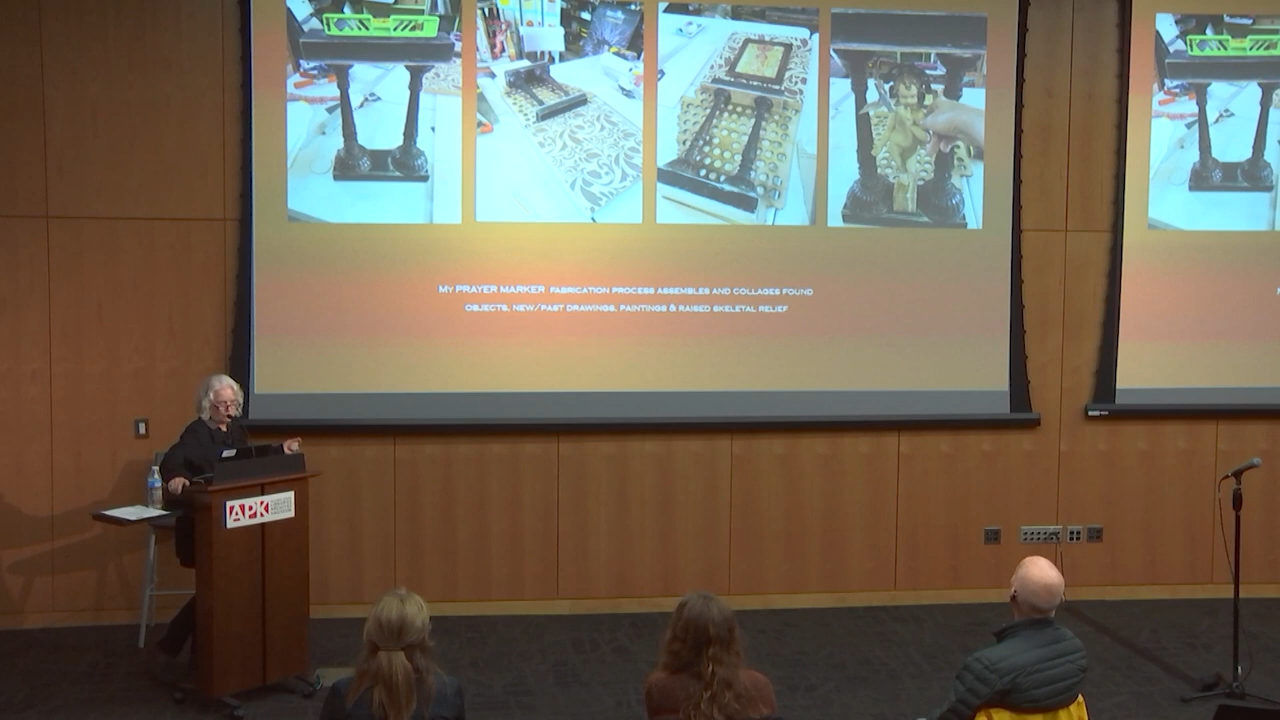 My PRAYER MARKER FABRICATION PROCESS ASSEMBLES AND COLLAGES FOUND
OBJECTS, NEW/PAST DRAWINGS, PAINTINGS & RAISED SKELETAL RELIEF
APK